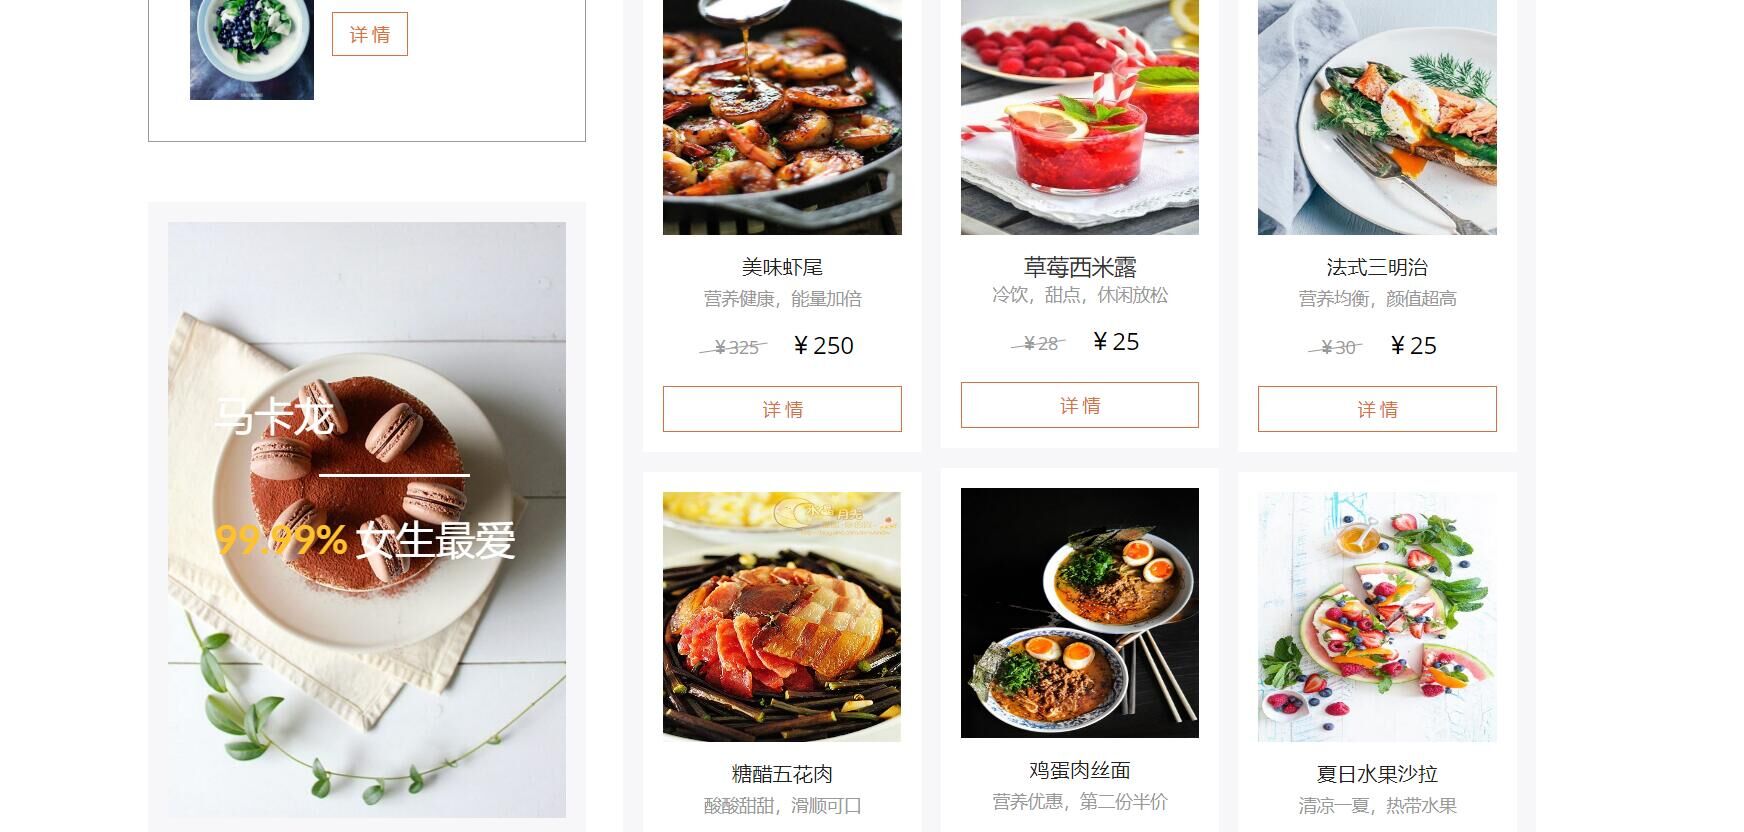 详情
马卡龙
99.99% 女生最爱
美味虾尾
营养健康，能量加倍
￥325 ￥250
详情
草莓西米露
冷饮，甜点，休闲放松
￥28 ￥25
详情
法式三明治
营养均衡，颜值超高
￥30 ￥25
详情
糖醋五花肉
酸酸甜甜，滑顺可口
鸡蛋肉丝面
营养优惠，第二份半价
夏日水果沙拉
清凉一夏，热带水果